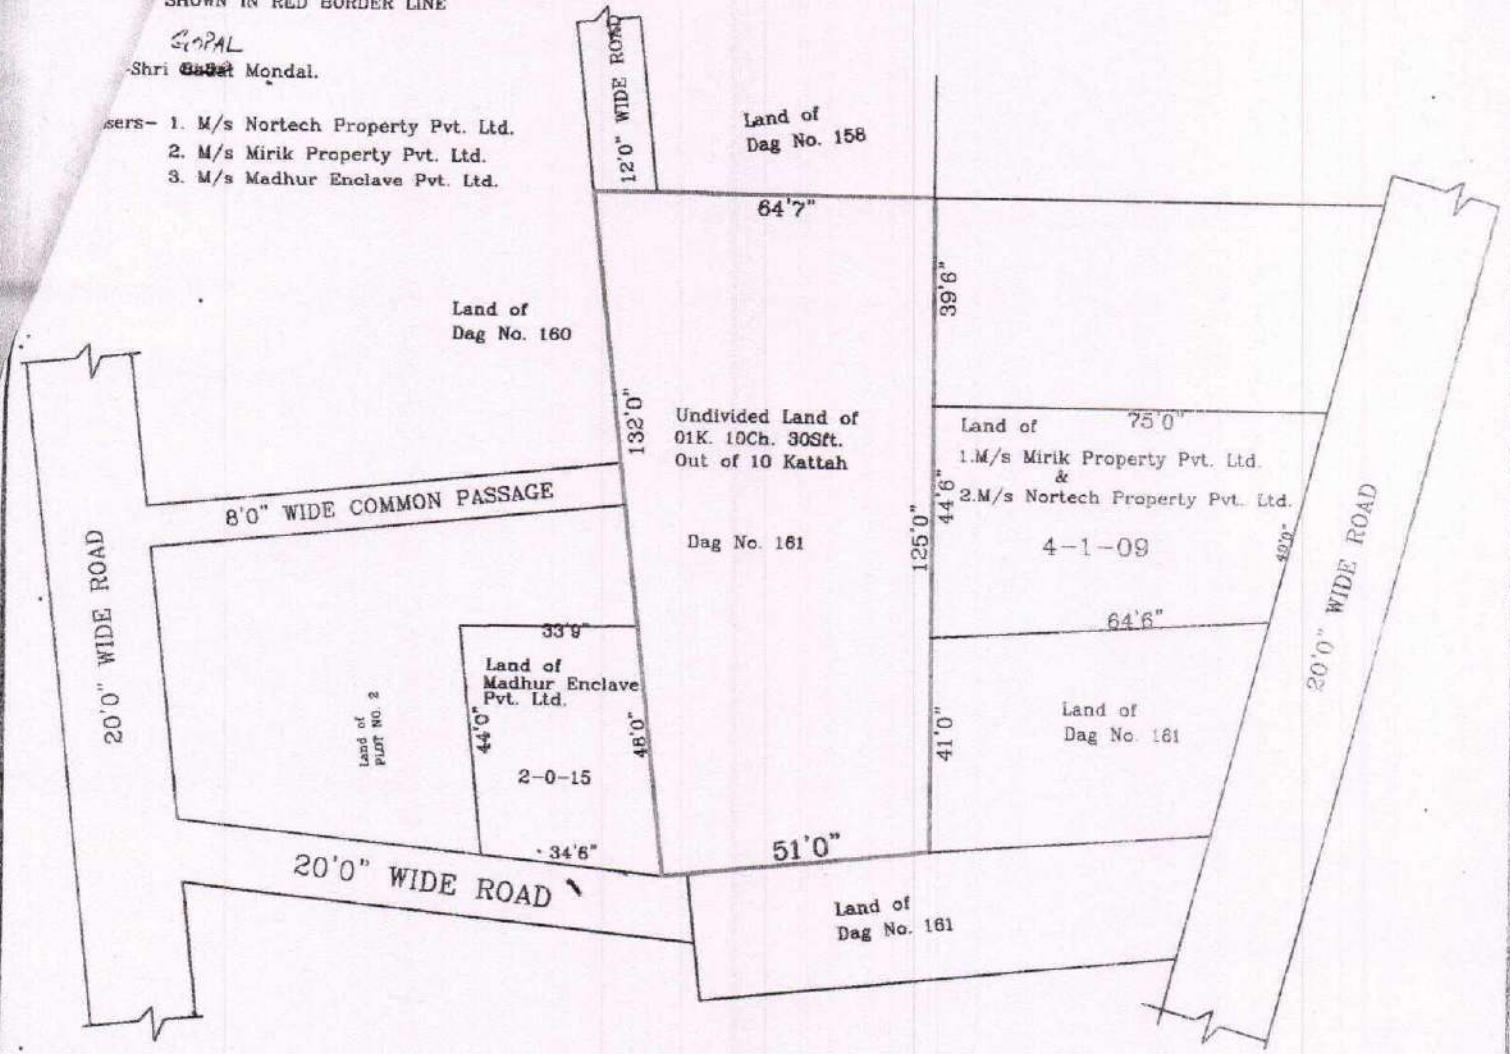 SHOWN IN RED BORDER LINE
GOPAL
-Shri Mondal.
sers- 1. M/s Nortech Property Pvt. Ltd.
2. M/s Mirik Property Pvt. Ltd.
3. M/s Madhur Enclave Pvt. Ltd.
12'0" WIDE ROAD
Land of
Dag No. 158
64'7"
39'6"
Land of
Dag No. 160
132'0"
Undivided Land of
01K. 10Ch. 30Sft.
Out of 10 Kattah
Dag No. 161
75'0"
Land of
1.M/s Mirik Property Pvt. Ltd.
&
2.M/s Nortech Property Pvt. Ltd.
4-1-09
44'6"
125'0"
64'6"
20'0" WIDE ROAD
8'0" WIDE COMMON PASSAGE
20'0" WIDE ROAD
33'9"
Land of
Madhur Enclave
Pvt. Ltd.
44'0"
48'0"
2-0-15
34'6"
Land of
PLOT NO. 2
41'0"
Land of
Dag No. 161
51'0"
20'0" WIDE ROAD
Land of
Dag No. 161